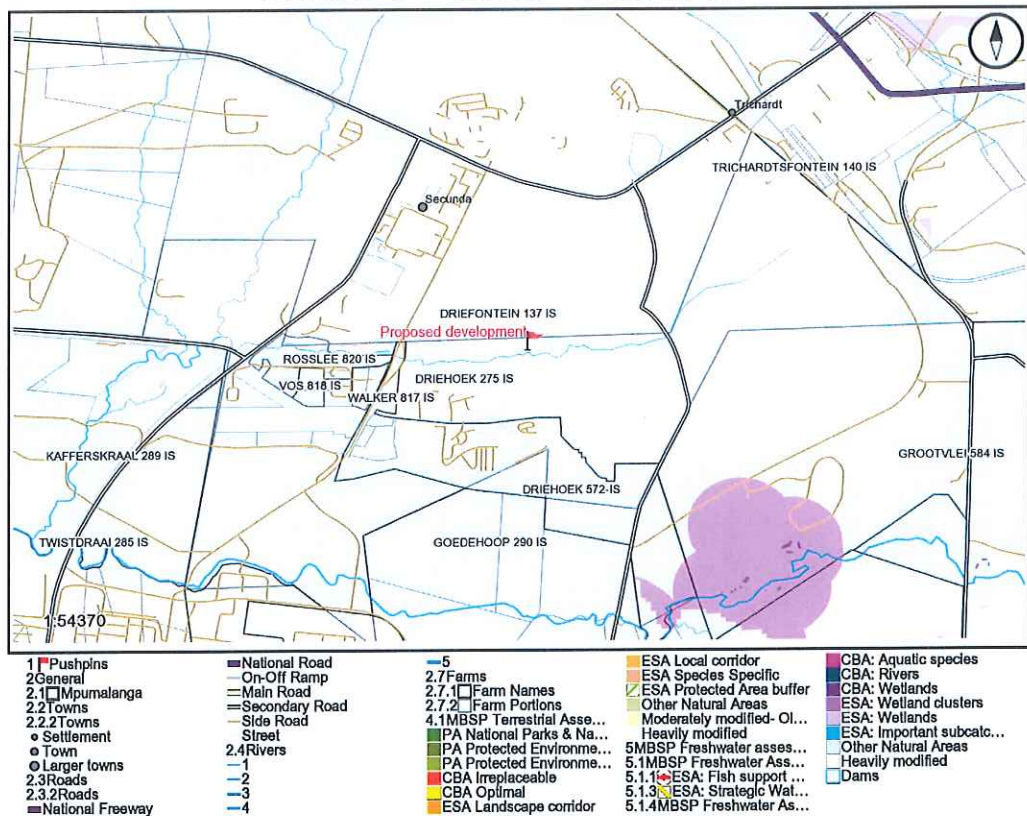 Trichardt
TRICHARDTSFONTEIN 140 IS
Secunda
DRIEFONTEIN 137 IS
Proposed development
ROSSLEE 820 IS
VOS 818 IS
DRIEHOEK 275 IS
WALKER 817 IS
KAFFERSKRAAL 289 IS
GROOTVLEI 584 IS
DRIEHOEK 572-IS
TWISTDRAAI 285 IS
GOEDEHOOP 290 IS
1:54370
1 Pushpins
2General
2.1 Mpumalanga
2.2Towns
2.2.2Towns
Settlement
Town
Larger towns
2.3Roads
2.3.2Roads
National Freeway
National Road
On-Off Ramp
Main Road
Secondary Road
Side Road
Street
2.4Rivers
1
2
3
4
5
2.7Farms
2.7.1 Farm Names
2.7.2 Farm Portions
4.1MBSP Terrestrial Asse...
PA National Parks & Na...
PA Protected Environme...
PA Protected Environme...
CBA Irreplaceable
CBA Optimal
ESA Landscape corridor
ESA Local corridor
ESA Species Specific
ESA Protected Area buffer
Other Natural Areas
Moderately modified- Ol...
Heavily modified
5MBSP Freshwater asses...
5.1MBSP Freshwater Ass...
5.1.1 ESA: Fish support ...
5.1.3 ESA: Strategic Wat...
5.1.4MBSP Freshwater As...
CBA: Aquatic species
CBA: Rivers
CBA: Wetlands
ESA: Wetland clusters
ESA: Wetlands
ESA: Important subcatc...
Other Natural Areas
Heavily modified
Dams